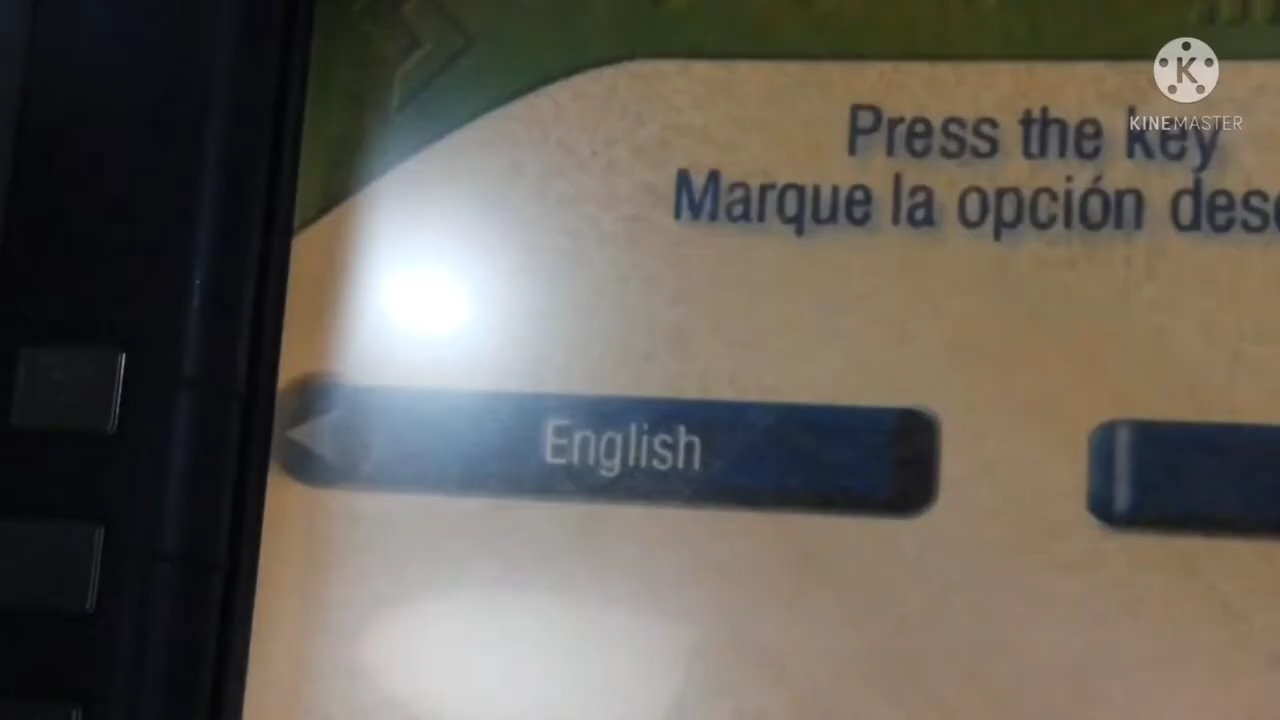 Press the key
Marque la opción
English
K
KINEMASTER